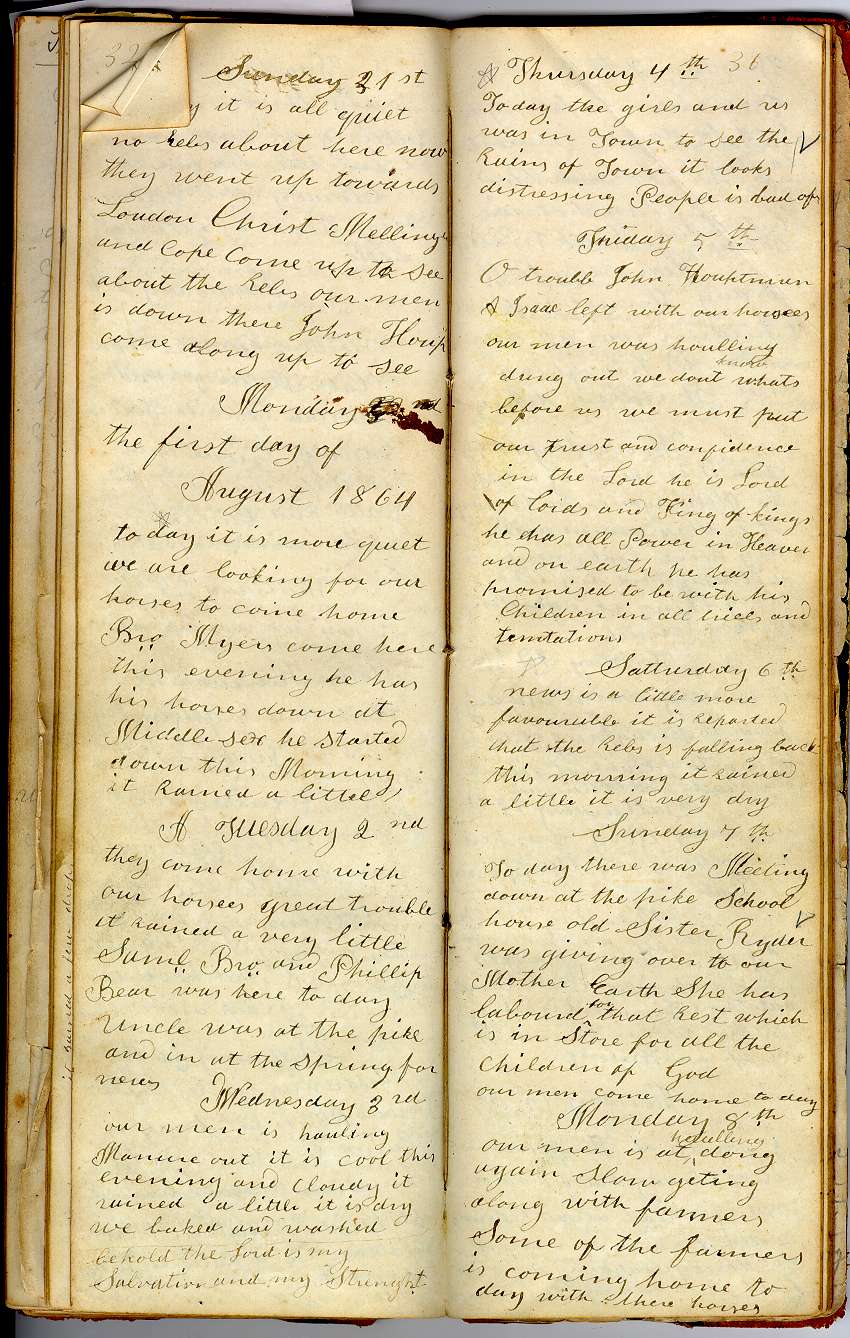 32
Sunday 31st
it is all quiet
no Rebs about here now
they went up towards
Loudon Christ Mellinge
and Cope come up to see
about the Rebs our men
is down there John Houp
come along up to see
Monday nd
the first day of
August 1864
to day it is more quiet
we are looking for our
horses to come home
Bro Myers come here
this evening he has
his horses down at
Middlesex he started
down this Morning
it Rained a little
A Tuesday 2nd
they come home with
our horsees great trouble
it Rained a very little
Saml Bro and Phillip
Bear was here to day
Uncle was at the pike
and in at the Spring for
news
Wednesday 3rd
our men is hauling
Manure out it is cool this
evening and cloudy it
rained a little it is dry
we baked and washed
behold the Lord is my
Salvation and my Strenght
it rained a few drops
36
Thursday 4th
To day the girls and us
was in Town to see the
Ruins of Town it looks
distressing People is bad of
Friday 5th
O trouble John Houptman
& Isaac left with our horsees
our men was houlling
dung out we dont know whats
before us we must put
our trust and confidence
in the Lord he is Lord
of Lords and King of kings
he has all Power in Heaven
and on earth he has
promised to be with his
Children in all triels and
temtations
Satturday 6th
news is a little more
favourable it is Reported
that the Rebs is falling back
this morning it Rained
a little it is very dry
Sunday 7th
To day there was Meeting
down at the pike School
house old Sister Ryder
was giving over to our
Mother Earth She has
labourd for that Rest which
is in Store for all the
Children of God
our men come home to day
Monday 8th
our men is at houlling dong
again Slow geting
along with farmers
Some of the farmers
is coming home to
day with there horses